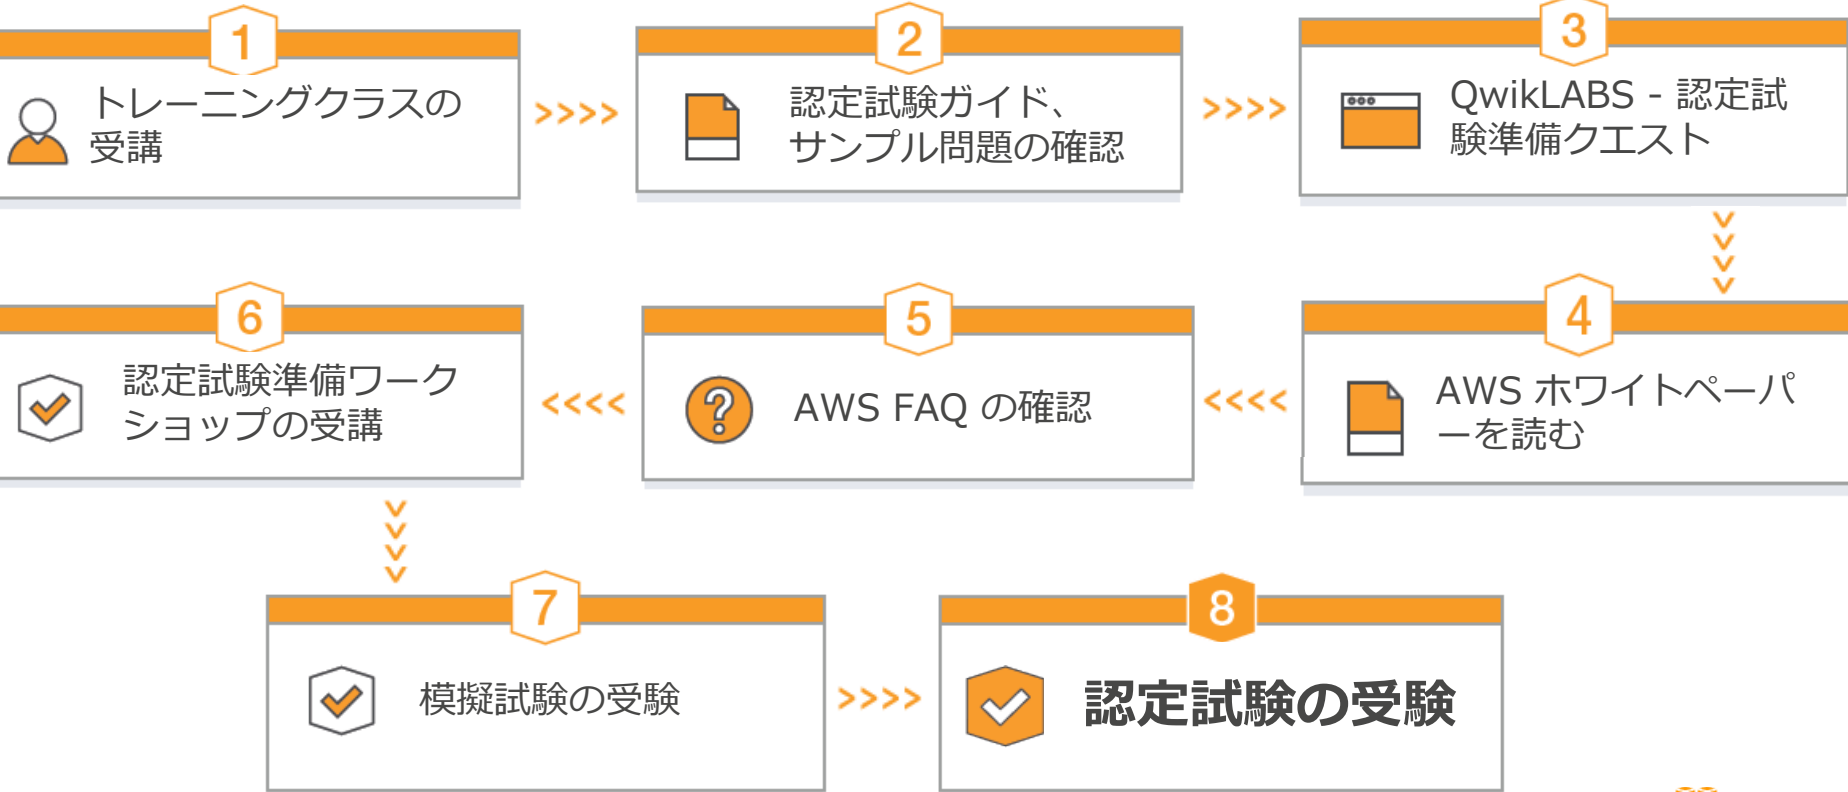 1
トレーニングクラスの
受講
>>>>
2
認定試験ガイド、
サンプル問題の確認
>>>>
3
QwikLABS - 認定試
験準備クエスト
4
AWS ホワイトペーパ
ーを読む
<<<<
5
AWS FAQ の確認
<<<<
6
認定試験準備ワーク
ショップの受講
7
模擬試験の受験
>>>>
8
認定試験の受験